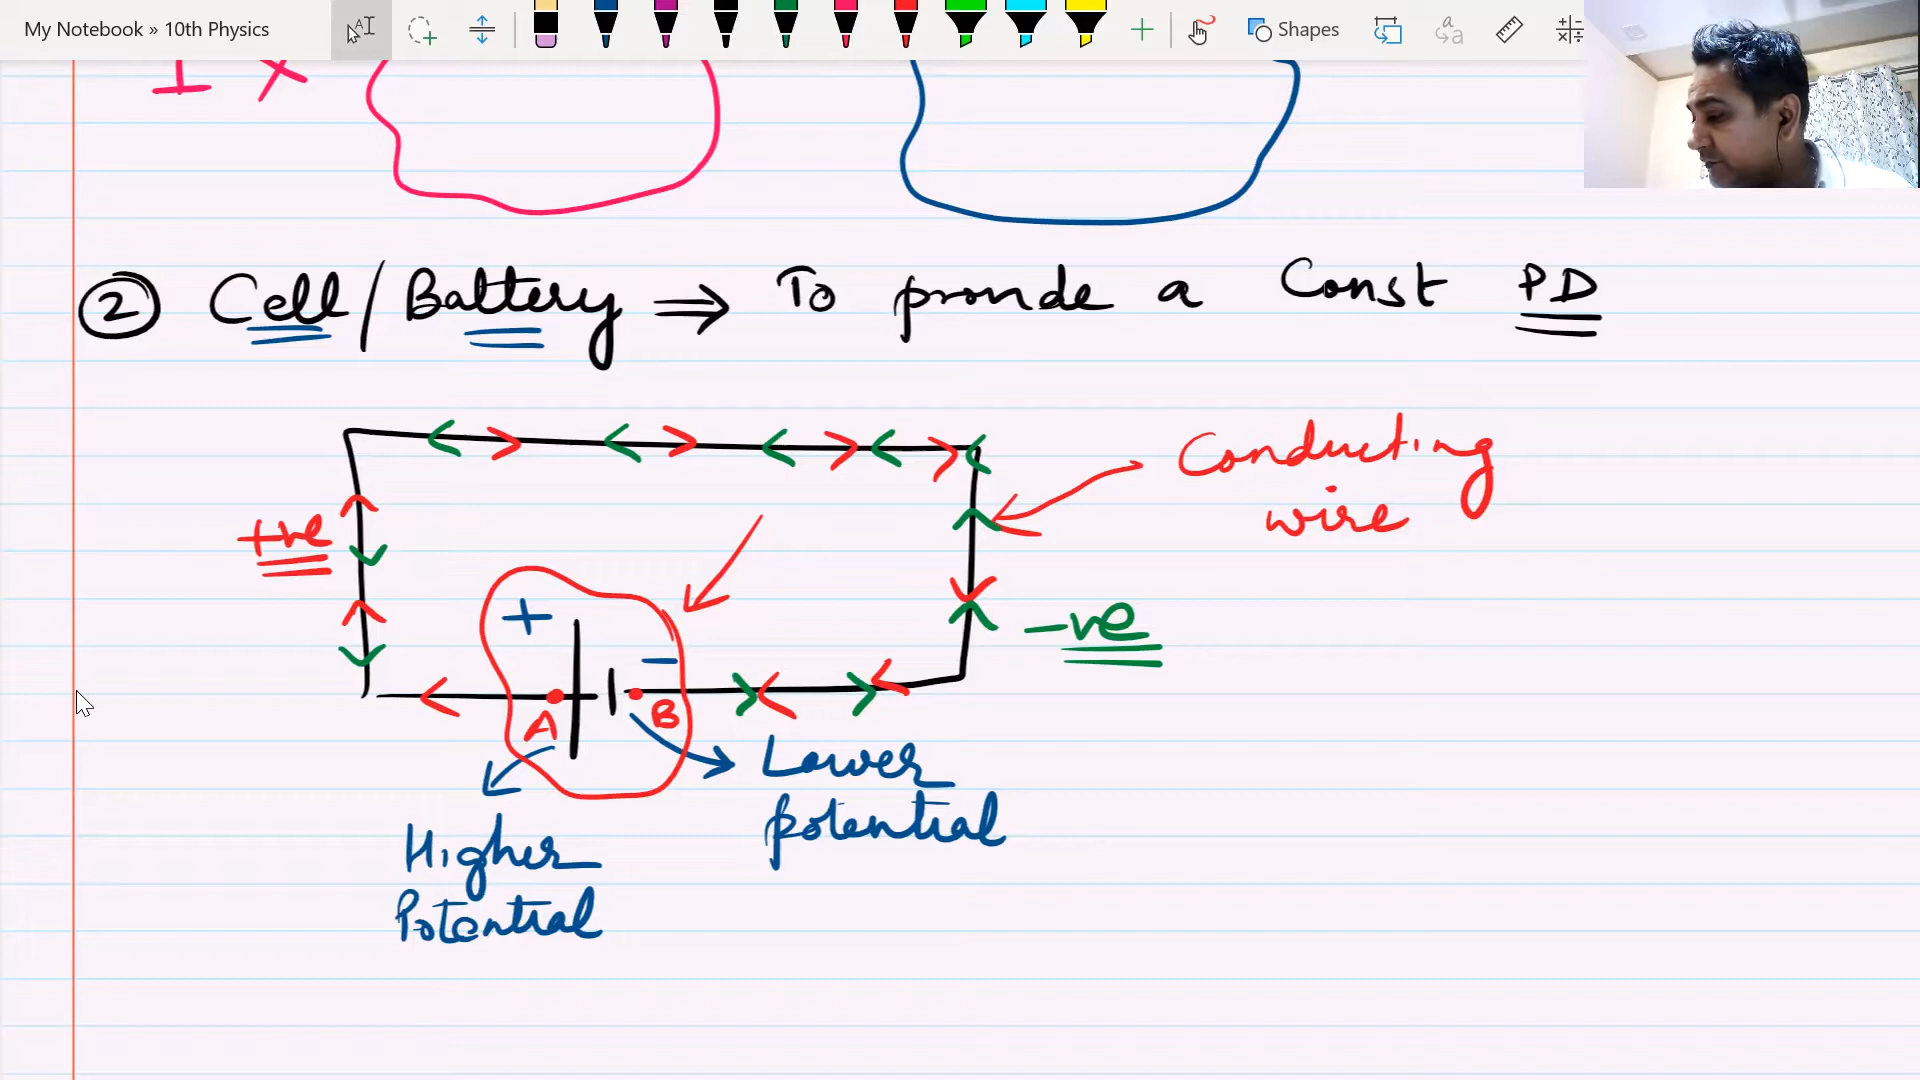 My Notebook » 10th Physics
Shapes
I X
② Cell / Battery ⇒ To provide a Const PD
Conducting
wire
+ve
+
−
−ve
A
B
Lower
potential
Higher
Potential